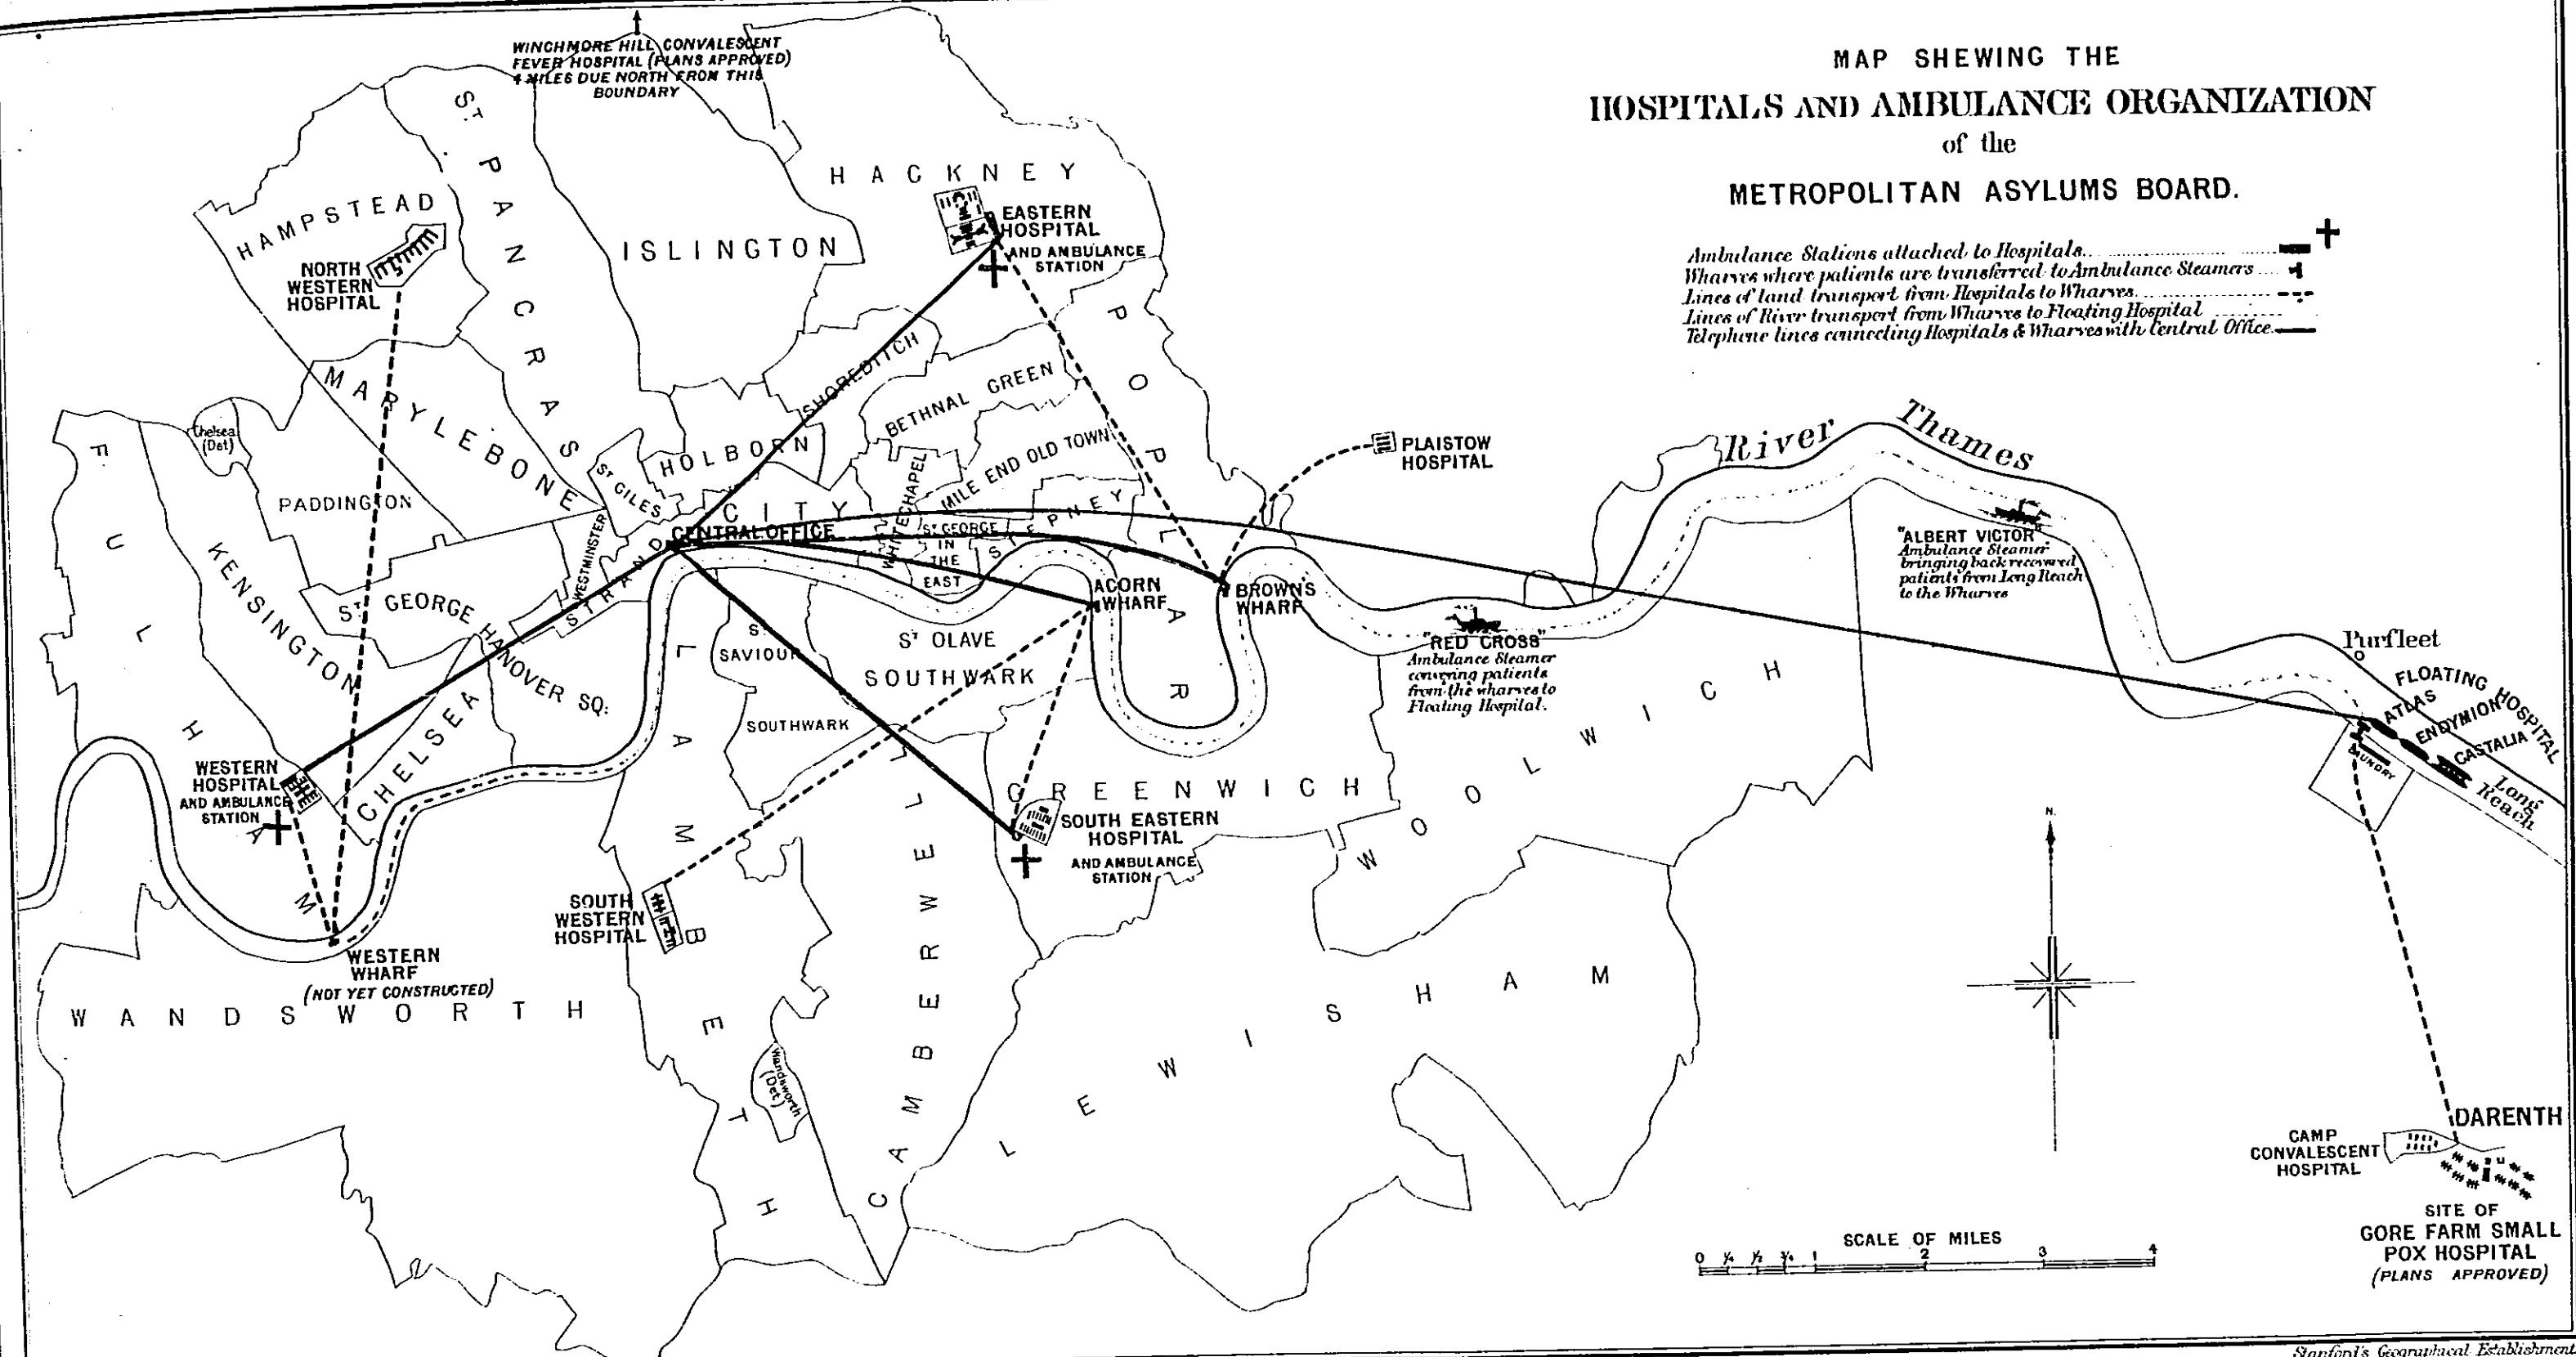 MAP SHEWING THE
HOSPITALS AND AMBULANCE ORGANIZATION
of the
METROPOLITAN ASYLUMS BOARD.
Ambulance Stations attached to Hospitals
Wharves where patients are transferred to Ambulance Steamers
Lines of land transport from Hospitals to Wharves
Lines of River transport from Wharves to Floating Hospital
Telephone lines connecting Hospitals & Wharves with Central Office
WINCHMORE HILL CONVALESCENT
FEVER HOSPITAL (PLANS APPROVED)
4 MILES DUE NORTH FROM THIS
BOUNDARY
ST. PANCRAS
HACKNEY
HAMPSTEAD
EASTERN
HOSPITAL
AND AMBULANCE
STATION
ISLINGTON
NORTH
WESTERN
HOSPITAL
POPLAR
SHOREDITCH
MARYLEBONE
BETHNAL GREEN
Chelsea
(Det)
FULHAM
HOLBORN
MILE END OLD TOWN
PLAISTOW
HOSPITAL
River Thames
ST GILES
WHITECHAPEL
PADDINGTON
CITY
STEPNEY
CENTRAL OFFICE
ST GEORGE
IN
THE
EAST
WESTMINSTER
STRAND
KENSINGTON
ST. GEORGE HANOVER SQ:
ACORN
WHARF
BROWN'S
WHARF
"ALBERT VICTOR"
Ambulance Steamer
bringing back recovered
patients from Long Reach
to the Wharves
"RED CROSS"
Ambulance Steamer
conveying patients
from the wharves to
Floating Hospital.
ST
SAVIOUR
ST OLAVE
SOUTHWARK
SOUTHWARK
LAMBETH
WOOLWICH
Purfleet
FLOATING HOSPITAL
ATLAS
ENDYMION
CASTALIA
LAUNDRY
Long
Reach
CHELSEA
WESTERN
HOSPITAL
AND AMBULANCE
STATION
GREENWICH
SOUTH EASTERN
HOSPITAL
AND AMBULANCE
STATION
CAMBERWELL
SOUTH
WESTERN
HOSPITAL
WESTERN
WHARF
(NOT YET CONSTRUCTED)
WANDSWORTH
Wandsworth
(Det)
LEWISHAM
N.
DARENTH
CAMP
CONVALESCENT
HOSPITAL
SITE OF
GORE FARM SMALL
POX HOSPITAL
(PLANS APPROVED)
SCALE OF MILES
0 ¼ ½ ¾ 1 2 3 4
Stanford's Geographical Establishment